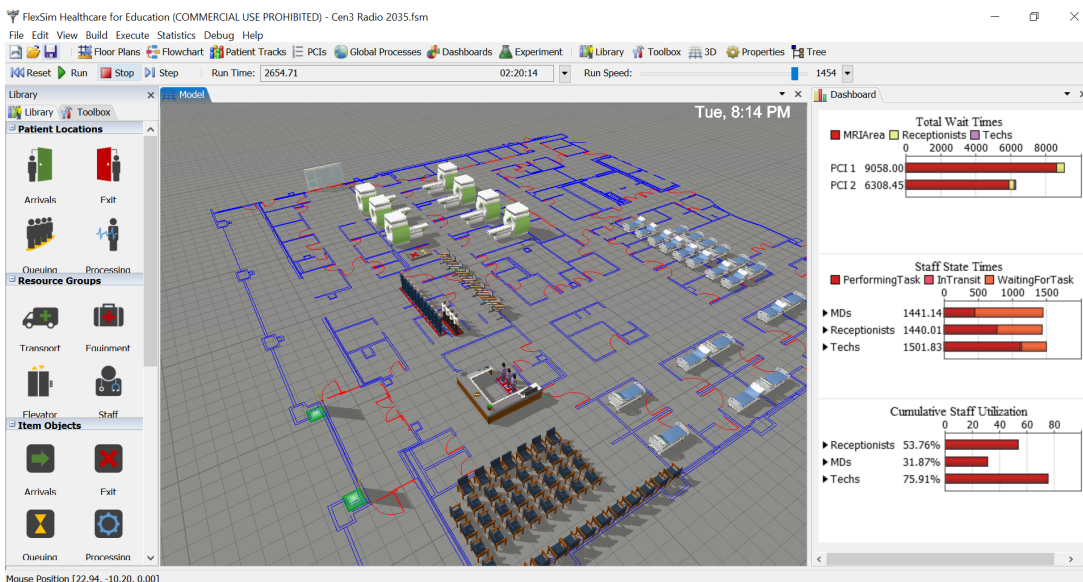 FlexSim Healthcare for Education (COMMERCIAL USE PROHIBITED) - Cen3 Radio 2035.fsm
File Edit View Build Execute Statistics Debug Help
Floor Plans Flowchart Patient Tracks PCIs Global Processes Dashboards Experiment Library Toolbox 3D Properties Tree
Reset Run Stop Step Run Time: 2654.71 02:20:14 Run Speed: 1454
Library
Library Toolbox
Patient Locations
Arrivals Exit
Queuing Processing
Resource Groups
Transport Equipment
Elevator Staff
Item Objects
Arrivals Exit
Queuing Processing
Model
Tue, 8:14 PM
Dashboard
Total Wait Times
MRIArea Receptionists Techs
0 2000 4000 6000 8000
PCI 1 9058.00
PCI 2 6308.45
Staff State Times
PerformingTask InTransit WaitingForTask
0 500 1000 1500
MDs 1441.14
Receptionists 1440.01
Techs 1501.83
Cumulative Staff Utilization
0 20 40 60 80
Receptionists 53.76%
MDs 31.87%
Techs 75.91%
Mouse Position [22.94, -10.20, 0.00]